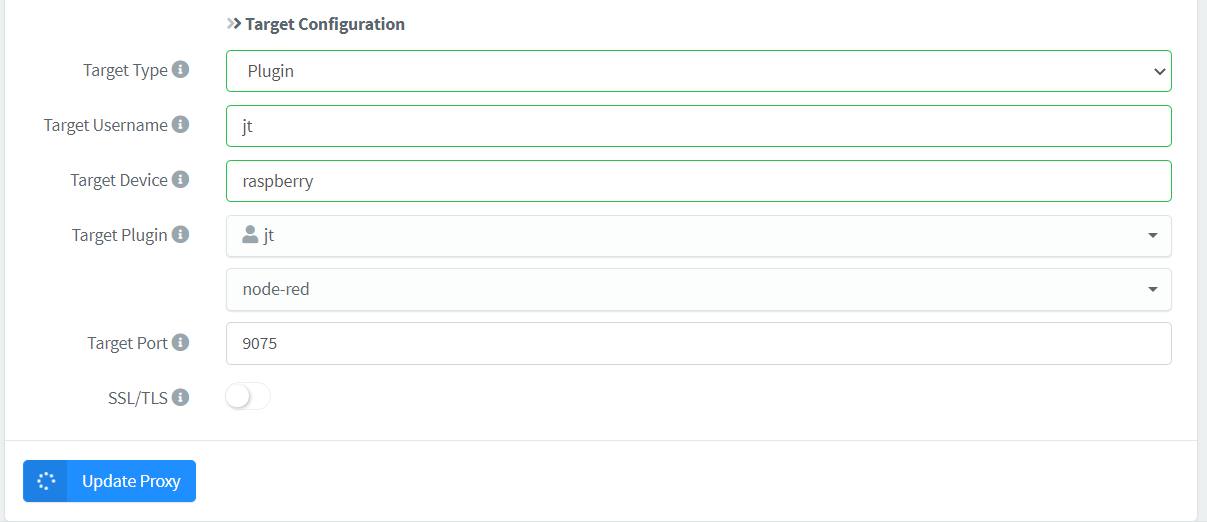 Target Configuration
Target Type
Plugin
Target Username
jt
Target Device
raspberry
Target Plugin
jt
node-red
Target Port
9075
SSL/TLS
Update Proxy